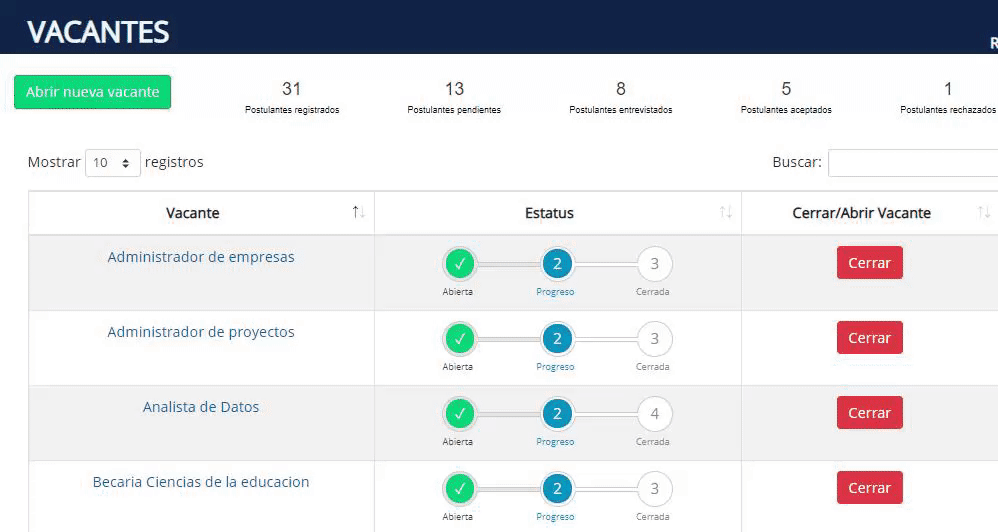 VACANTES
R
Abrir nueva vacante
31
Postulantes registrados
13
Postulantes pendientes
8
Postulantes entrevistados
5
Postulantes aceptados
1
Postulantes rechazados
Mostrar 10 registros
Buscar:
Vacante Estatus Cerrar/Abrir Vacante
Administrador de empresas
✓ 2 3
Abierta Progreso Cerrada
Cerrar
Administrador de proyectos
✓ 2 3
Abierta Progreso Cerrada
Cerrar
Analista de Datos
✓ 2 4
Abierta Progreso Cerrada
Cerrar
Becaria Ciencias de la educacion
✓ 2 3
Abierta Progreso Cerrada
Cerrar